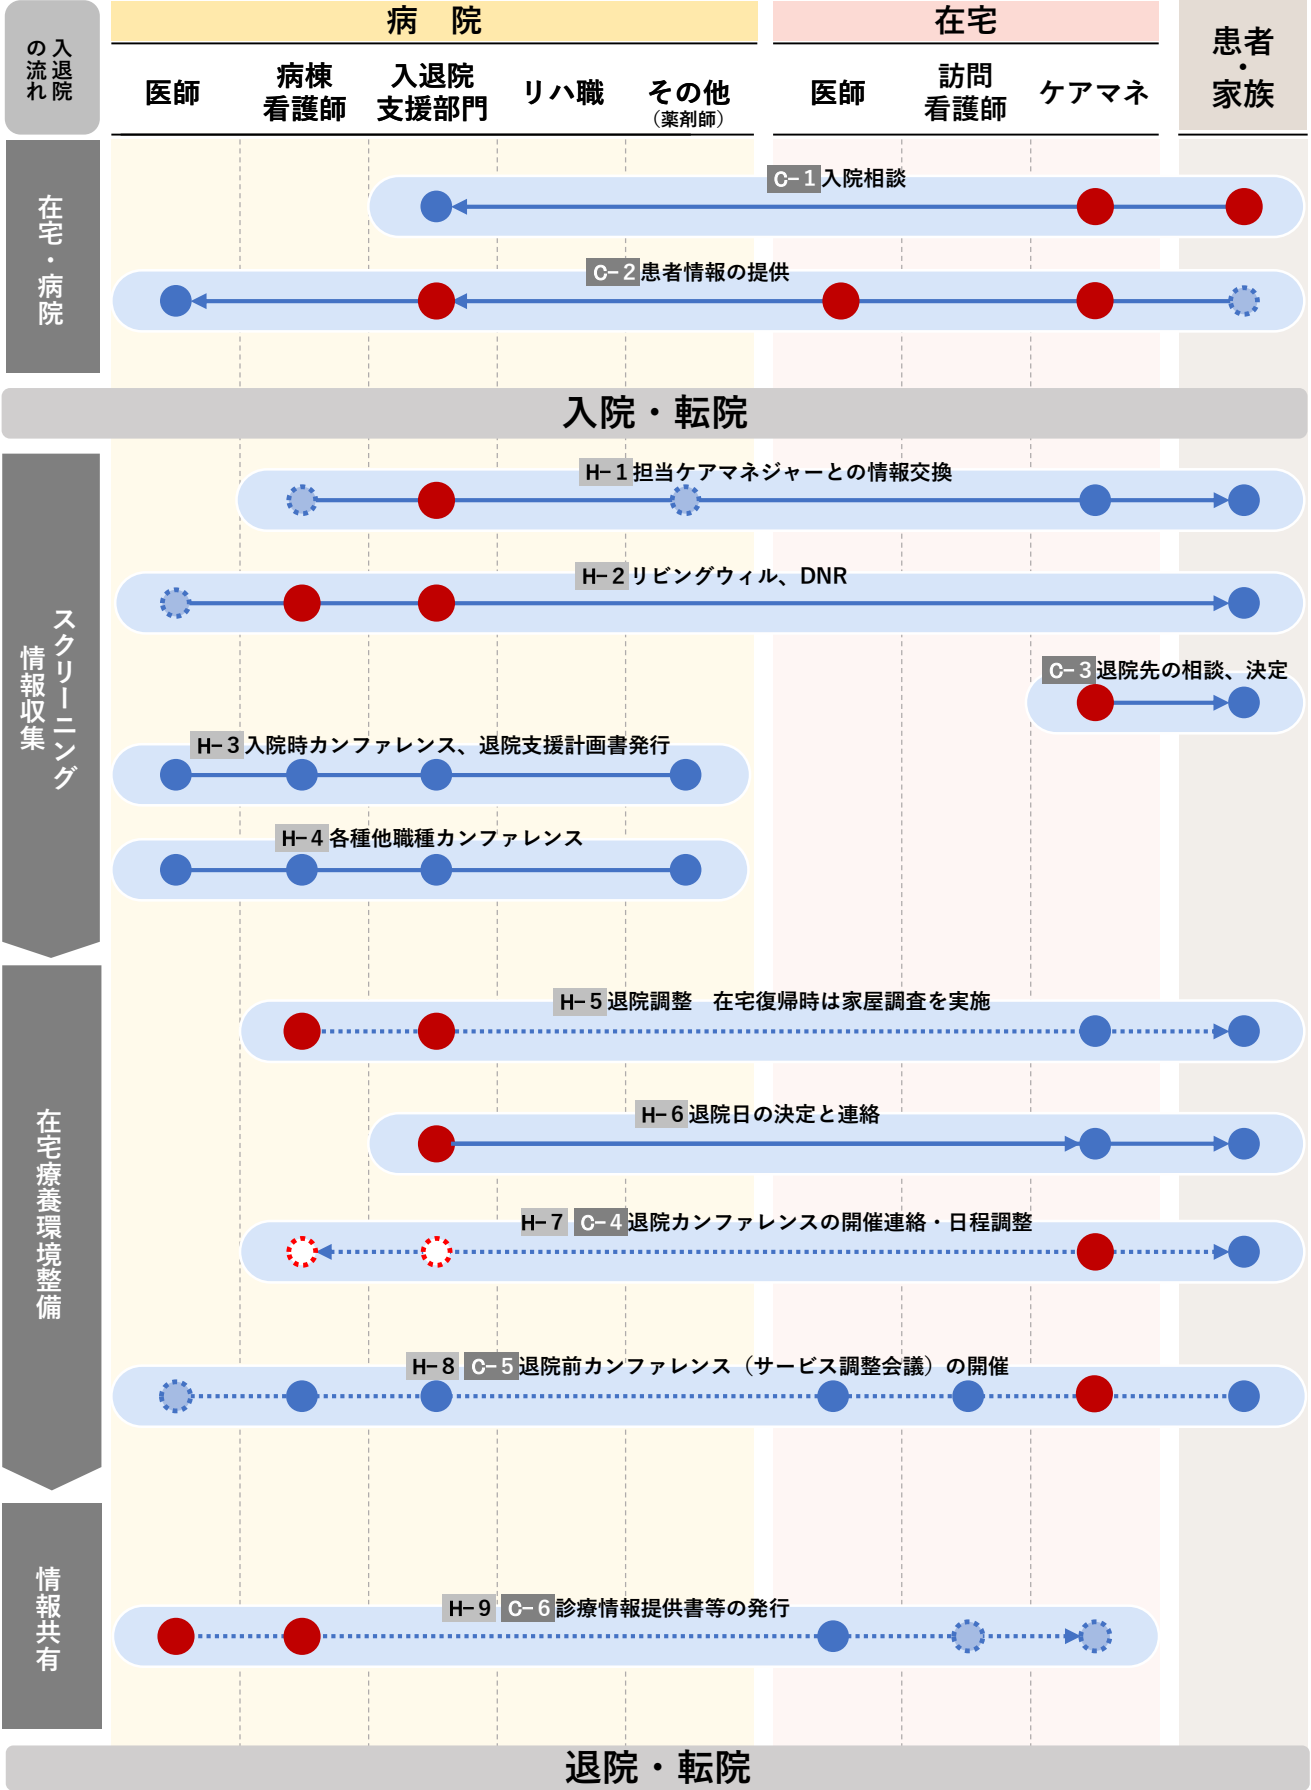 入退院
の流れ
病　院
在宅
患者
・
家族
医師
病棟
看護師
入退院
支援部門
リハ職
その他
（薬剤師）
医師
訪問
看護師
ケアマネ
在宅・病院
C－1 入院相談
C－2 患者情報の提供
入院・転院
スクリーニング
情報収集
H－1 担当ケアマネジャーとの情報交換
H－2 リビングウィル、DNR
C－3 退院先の相談、決定
H－3 入院時カンファレンス、退院支援計画書発行
H－4 各種他職種カンファレンス
在宅療養環境整備
H－5 退院調整　在宅復帰時は家屋調査を実施
H－6 退院日の決定と連絡
H－7 C－4 退院カンファレンスの開催連絡・日程調整
H－8 C－5 退院前カンファレンス（サービス調整会議）の開催
情報共有
H－9 C－6 診療情報提供書等の発行
退院・転院